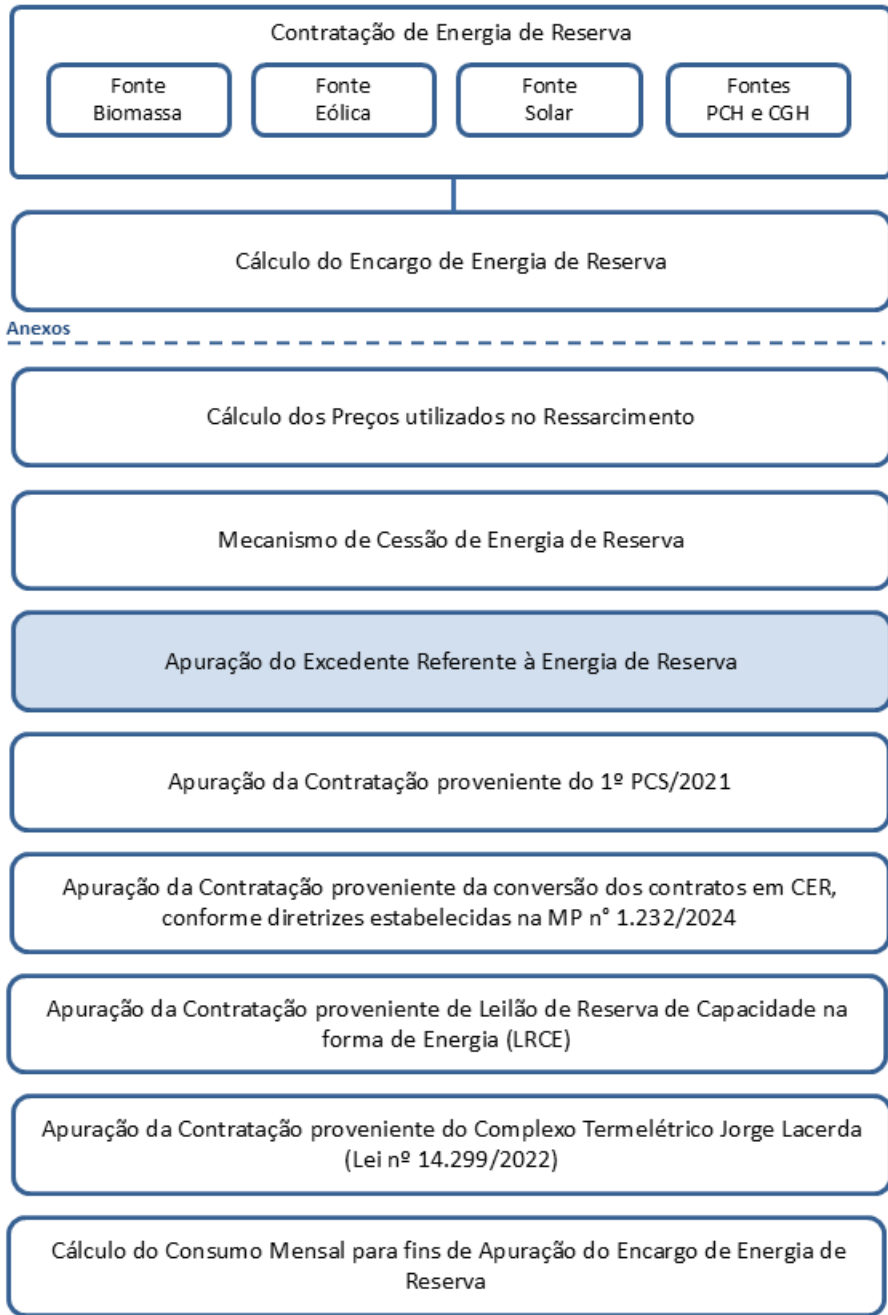 Contratação de Energia de Reserva
Fonte
Biomassa
Fonte
Eólica
Fonte
Solar
Fontes
PCH e CGH
Cálculo do Encargo de Energia de Reserva
Anexos
Cálculo dos Preços utilizados no Ressarcimento
Mecanismo de Cessão de Energia de Reserva
Apuração do Excedente Referente à Energia de Reserva
Apuração da Contratação proveniente do 1º PCS/2021
Apuração da Contratação proveniente da conversão dos contratos em CER,
conforme diretrizes estabelecidas na MP n° 1.232/2024
Apuração da Contratação proveniente de Leilão de Reserva de Capacidade na
forma de Energia (LRCE)
Apuração da Contratação proveniente do Complexo Termelétrico Jorge Lacerda
(Lei nº 14.299/2022)
Cálculo do Consumo Mensal para fins de Apuração do Encargo de Energia de
Reserva